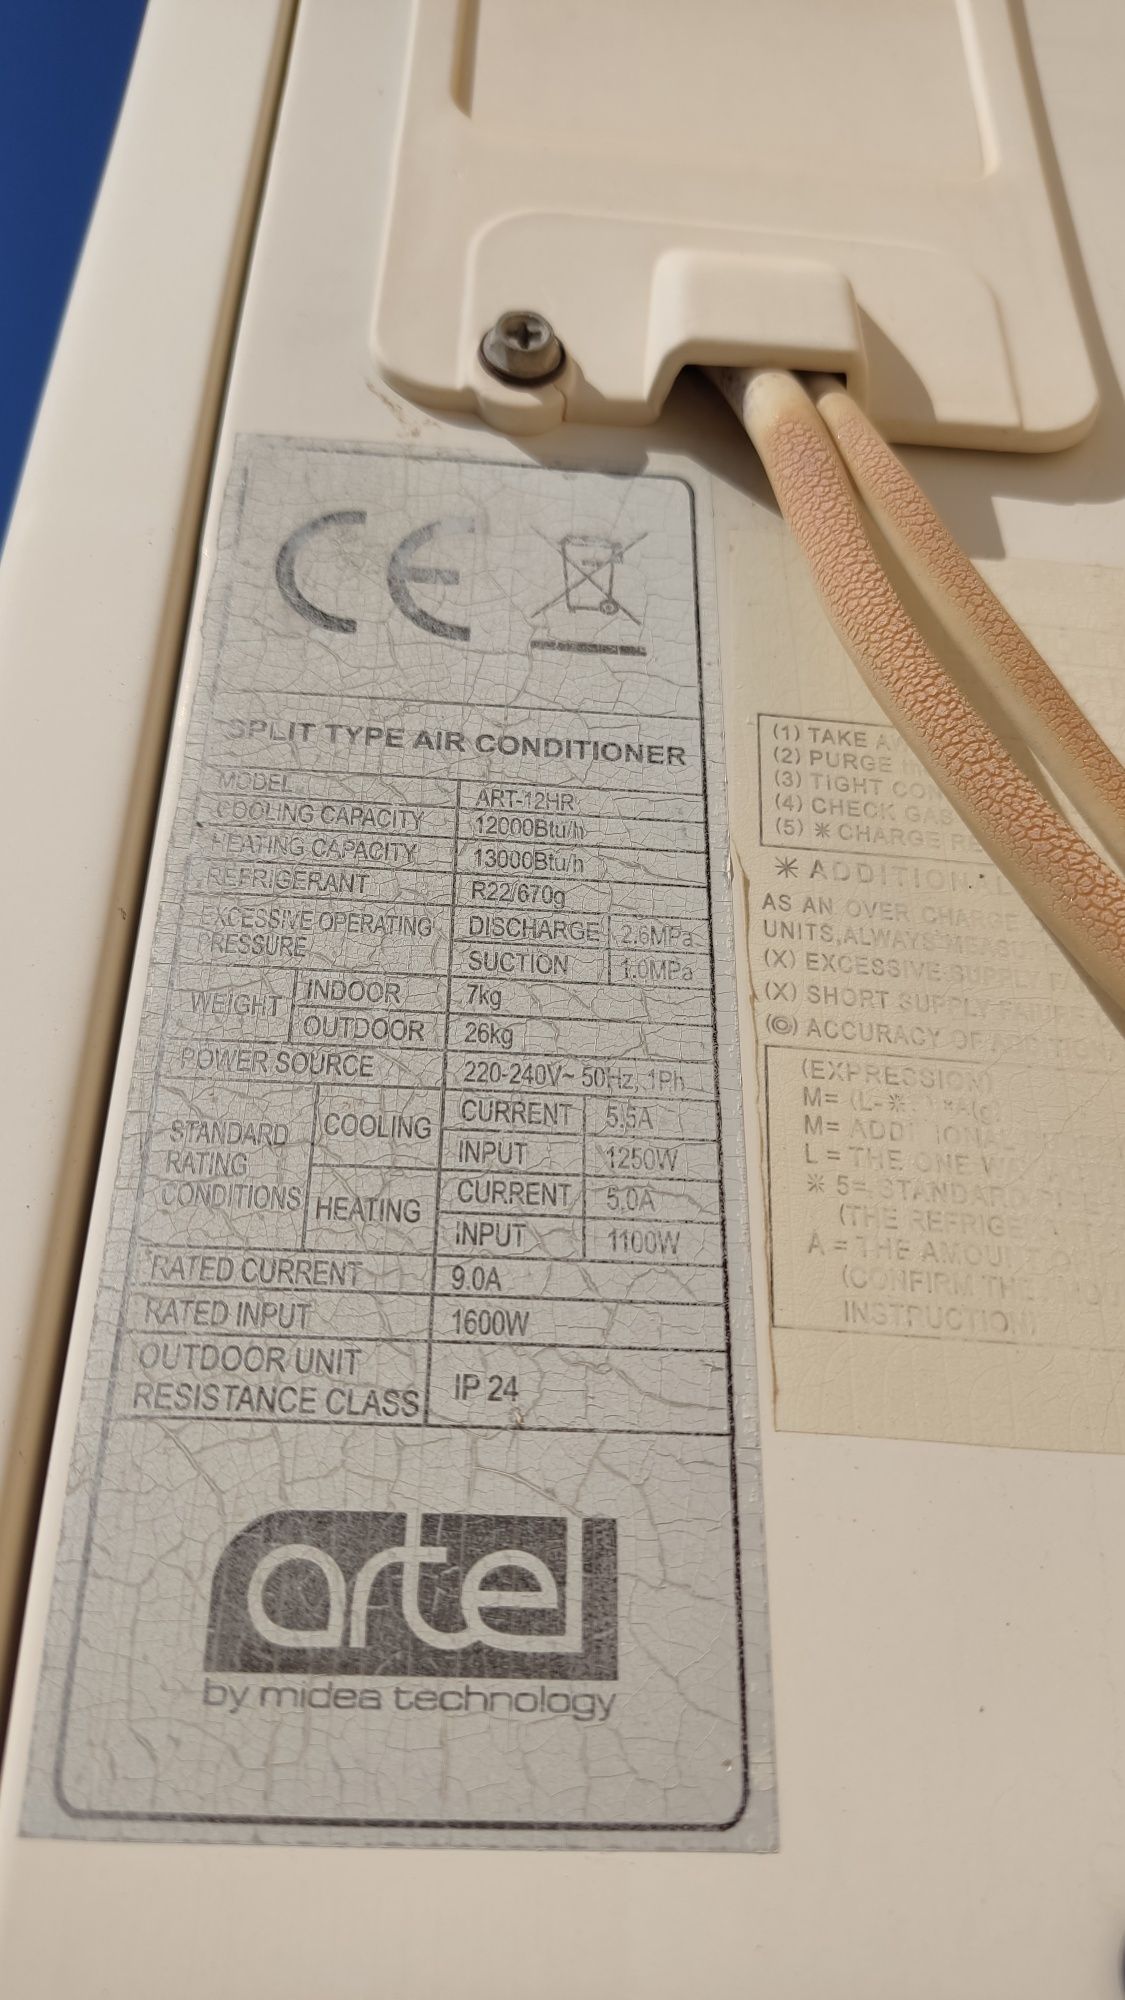 CE
SPLIT TYPE AIR CONDITIONER
MODEL ART-12HR
COOLING CAPACITY 12000Btu/h
HEATING CAPACITY 13000Btu/h
REFRIGERANT R22/670g
EXCESSIVE OPERATING PRESSURE DISCHARGE 2.6MPa
SUCTION 1.0MPa
WEIGHT INDOOR 7kg
OUTDOOR 26kg
POWER SOURCE 220-240V~ 50Hz, 1Ph
STANDARD RATING CONDITIONS COOLING CURRENT 5.5A
INPUT 1250W
HEATING CURRENT 5.0A
INPUT 1100W
RATED CURRENT 9.0A
RATED INPUT 1600W
OUTDOOR UNIT RESISTANCE CLASS IP 24
artel
by midea technology
(1) TAKE
(2) PURGE
(3) TIGHT
(4) CHECK GAS
(5) * CHARGE
* ADDITION
AS AN OVER CHARGE
UNITS, ALWAYS
(X) EXCESSIVE SUPPLY
(X) SHORT SUPPLY FAILURE
(◎) ACCURACY OF
(EXPRESSION)
M= (L-*
M=
L = THE ONE
* 5= STANDARD
(THE
A = THE
(CONFIRM THE
INSTRUCTION)